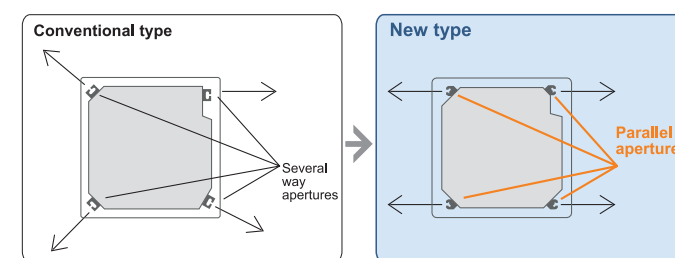 Conventional type
Several
way
apertures
New type
Parallel
aperture